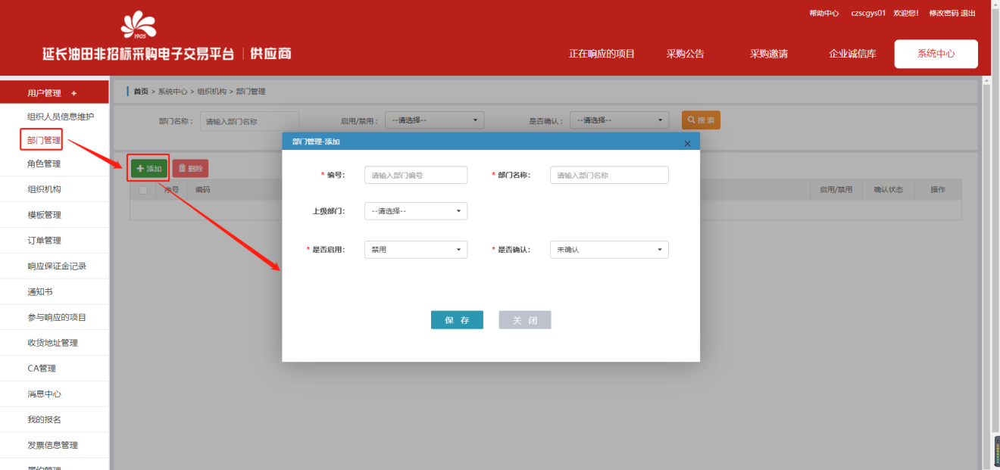 帮助中心 czscgys01 欢迎您! 修改密码 退出
1905
延长油田非招标采购电子交易平台 | 供应商
正在响应的项目 采购公告 采购邀请 企业诚信库 系统中心
用户管理 +
组织人员信息维护
部门管理
角色管理
组织机构
模板管理
订单管理
响应保证金记录
通知书
参与响应的项目
收货地址管理
CA管理
消息中心
我的报名
发票信息管理
首页 > 系统中心 > 组织机构 > 部门管理
部门名称： 请输入部门名称 启用/禁用： --请选择-- 是否确认： --请选择-- 搜 索
+ 添加 删除
序号 编码 启用/禁用 确认状态 操作
部门管理-添加 ×
* 编号： 请输入部门编号 * 部门名称： 请输入部门名称
上级部门： --请选择--
* 是否启用： 禁用 * 是否确认： 未确认
保 存 关 闭